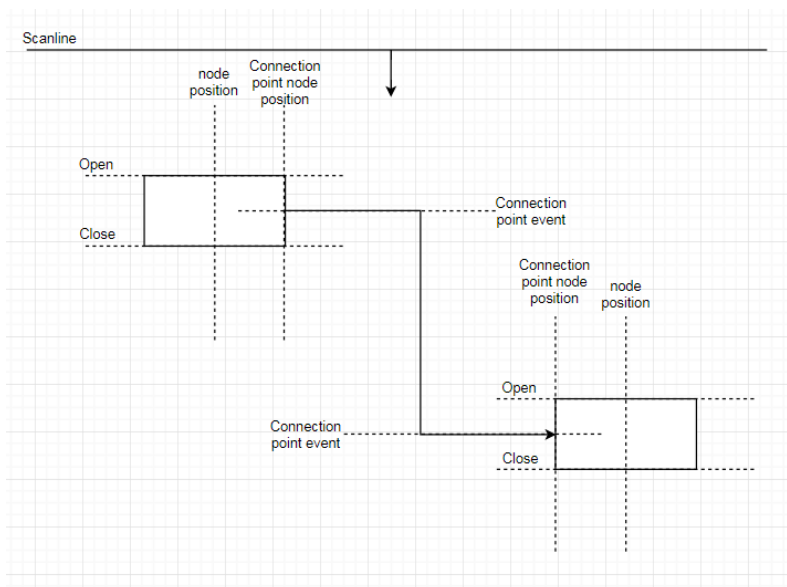 Scanline
node
position
Connection
point node
position
Open
Close
Connection
point event
Connection
point node
position
node
position
Open
Connection
point event
Close